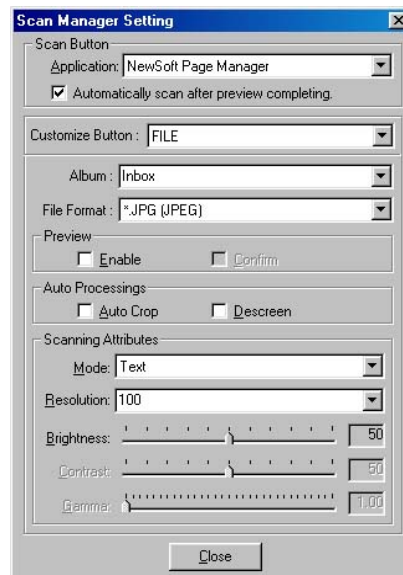 Scan Manager Setting
Scan Button
Application: NewSoft Page Manager
Automatically scan after preview completing.
Customize Button : FILE
Album : Inbox
File Format : *.JPG (JPEG)
Preview
Enable Confirm
Auto Processings
Auto Crop Descreen
Scanning Attributes
Mode: Text
Resolution: 100
Brightness: 50
Contrast: 50
Gamma: 1.00
Close